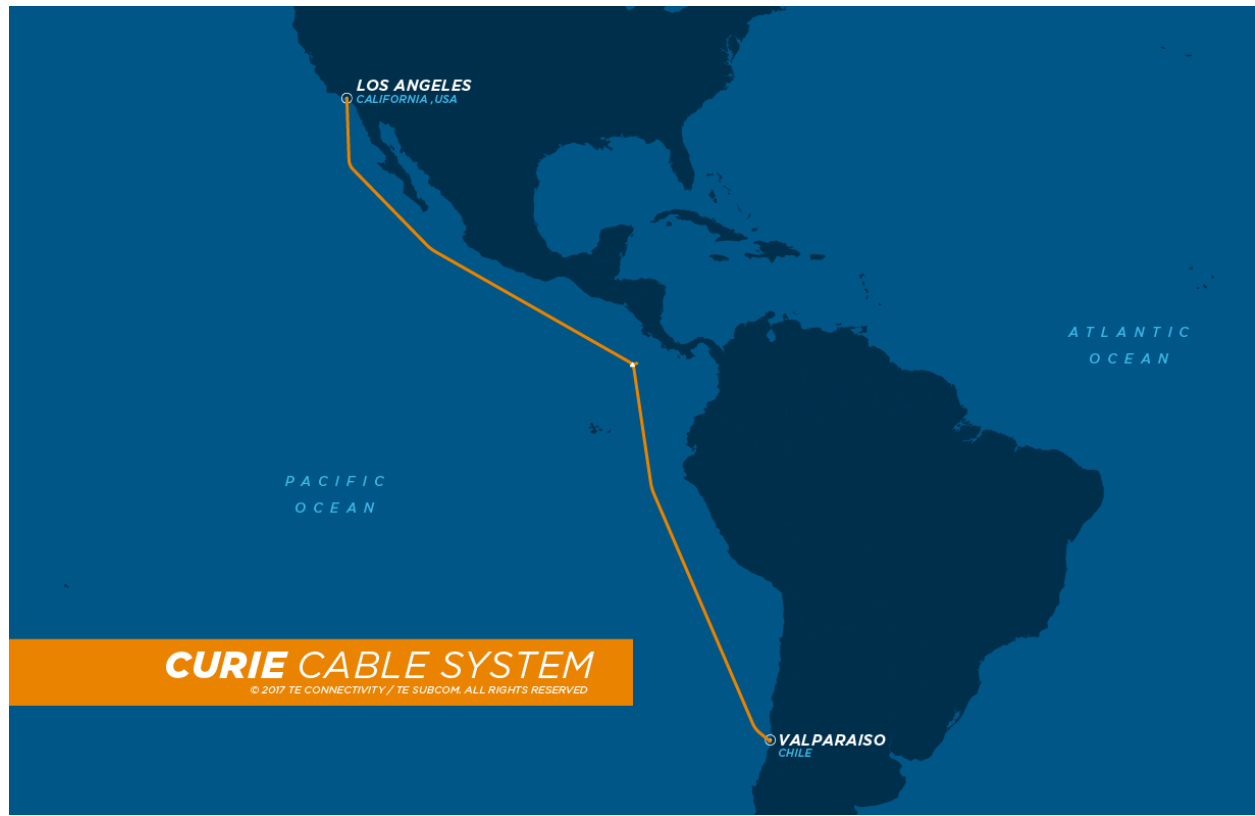 LOS ANGELES
CALIFORNIA ,USA
ATLANTIC
OCEAN
PACIFIC
OCEAN
CURIE CABLE SYSTEM
© 2017 TE CONNECTIVITY / TE SUBCOM. ALL RIGHTS RESERVED
VALPARAISO
CHILE